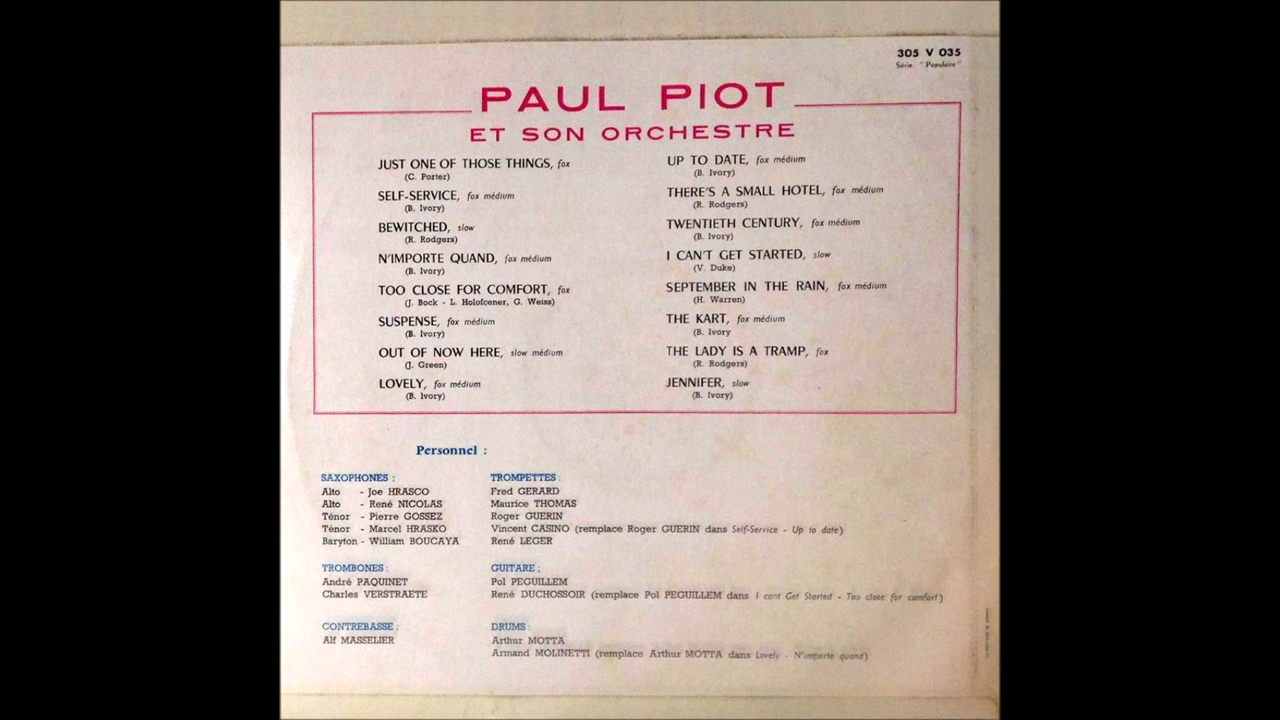 305 V 035
Série "Populaire"
PAUL PIOT
ET SON ORCHESTRE
JUST ONE OF THOSE THINGS, fox
(C. Porter)
SELF-SERVICE, fox médium
(B. Ivory)
BEWITCHED, slow
(R. Rodgers)
N'IMPORTE QUAND, fox médium
(B. Ivory)
TOO CLOSE FOR COMFORT, fox
(J. Bock - L. Holofcener, G. Weiss)
SUSPENSE, fox médium
(B. Ivory)
OUT OF NOW HERE, slow médium
(J. Green)
LOVELY, fox médium
(B. Ivory)
UP TO DATE, fox médium
(B. Ivory)
THERE'S A SMALL HOTEL, fox médium
(R. Rodgers)
TWENTIETH CENTURY, fox médium
(B. Ivory)
I CAN'T GET STARTED, slow
(V. Duke)
SEPTEMBER IN THE RAIN, fox médium
(H. Warren)
THE KART, fox médium
(B. Ivory
THE LADY IS A TRAMP, fox
(R. Rodgers)
JENNIFER, slow
(B. Ivory)
Personnel :
SAXOPHONES :
Alto - Joe HRASCO
Alto - René NICOLAS
Ténor - Pierre GOSSEZ
Ténor - Marcel HRASKO
Baryton - William BOUCAYA
TROMPETTES :
Fred GERARD
Maurice THOMAS
Roger GUERIN
Vincent CASINO (remplace Roger GUERIN dans Self-Service - Up to date)
René LEGER
TROMBONES :
André PAQUINET
Charles VERSTRAETE
GUITARE :
Pol PEGUILLEM
René DUCHOSSOIR (remplace Pol PEGUILLEM dans I cant Get Started - Too close for comfort)
CONTREBASSE :
Alf MASSELIER
DRUMS :
Arthur MOTTA
Armand MOLINETTI (remplace Arthur MOTTA dans Lovely - N'importe quand)